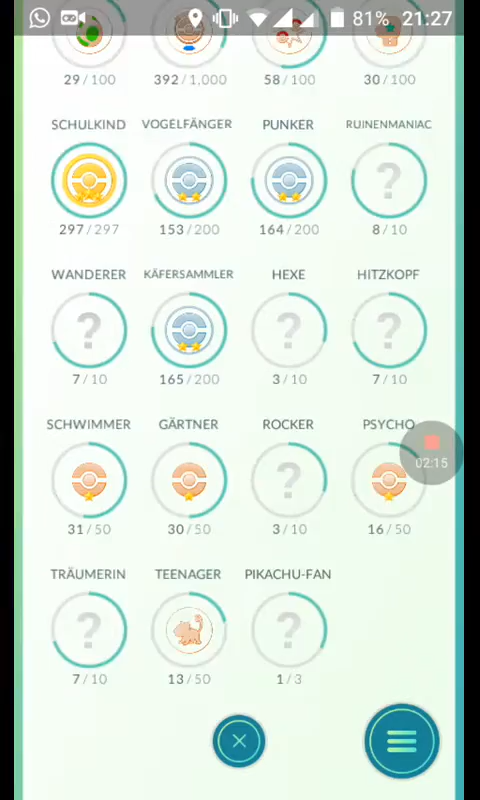 81% 21:27
29/100 392/1,000 58/100 30/100
SCHULKIND VOGELFÄNGER PUNKER RUINENMANIAC
297/297 153/200 164/200 8/10
WANDERER KÄFERSAMMLER HEXE HITZKOPF
? ? ?
7/10 165/200 3/10 7/10
SCHWIMMER GÄRTNER ROCKER PSYCHO
02:15
31/50 30/50 3/10 16/50
TRÄUMERIN TEENAGER PIKACHU-FAN
? ?
7/10 13/50 1/3